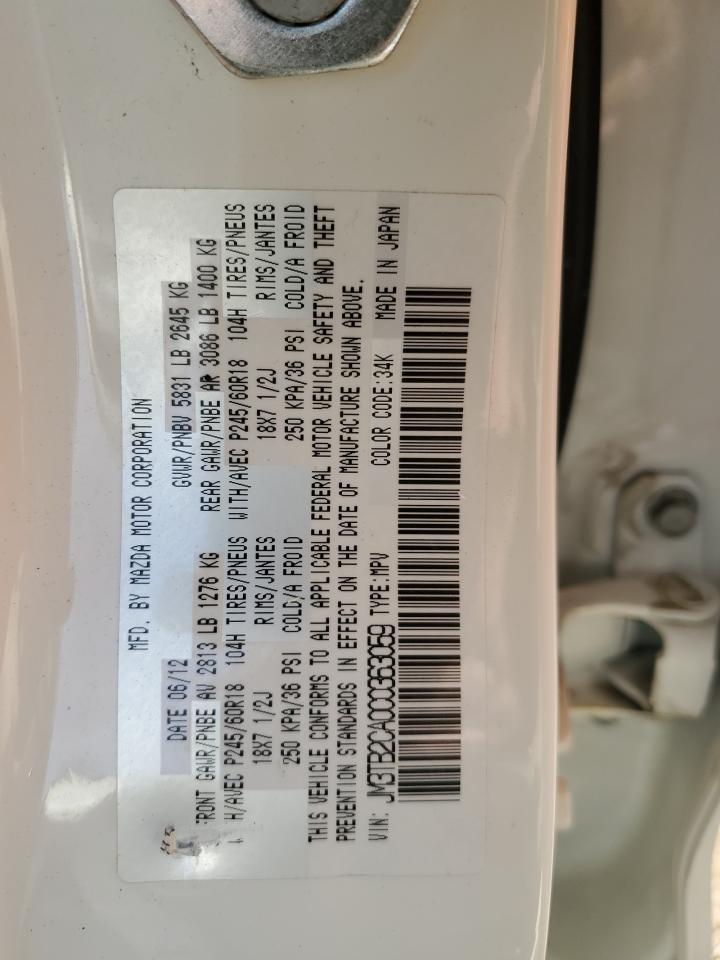 MFD. BY MAZDA MOTOR CORPORATION
DATE 06/12 GVWR/PNBV 5831 LB 2645 KG
FRONT GAWR/PNBE AV 2813 LB 1276 KG REAR GAWR/PNBE AR 3086 LB 1400 KG
H/AVEC P245/60R18 104H TIRES/PNEUS WITH/AVEC P245/60R18 104H TIRES/PNEUS
18X7 1/2J RIMS/JANTES 18X7 1/2J RIMS/JANTES
250 KPA/36 PSI COLD/A FROID 250 KPA/36 PSI COLD/A FROID
THIS VEHICLE CONFORMS TO ALL APPLICABLE FEDERAL MOTOR VEHICLE SAFETY AND THEFT
PREVENTION STANDARDS IN EFFECT ON THE DATE OF MANUFACTURE SHOWN ABOVE.
VIN: JM3TB2CA0C0363059 TYPE:MPV COLOR CODE:34K MADE IN JAPAN